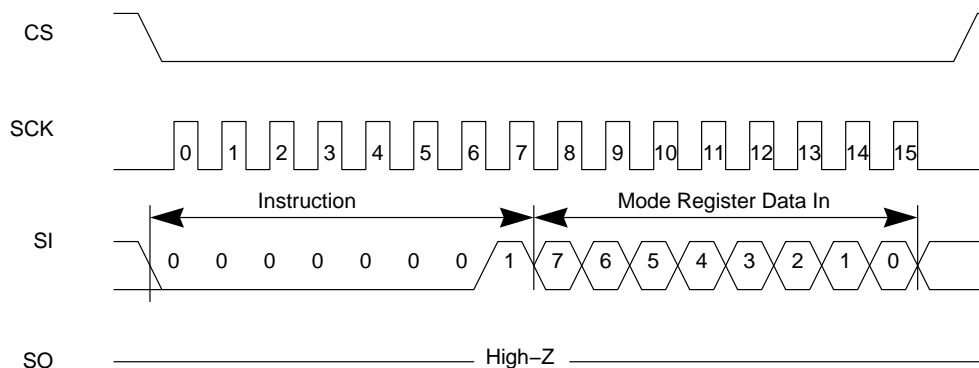 CS
SCK
0 1 2 3 4 5 6 7 8 9 10 11 12 13 14 15
Instruction Mode Register Data In
SI
0 0 0 0 0 0 0 1 7 6 5 4 3 2 1 0
SO
High−Z